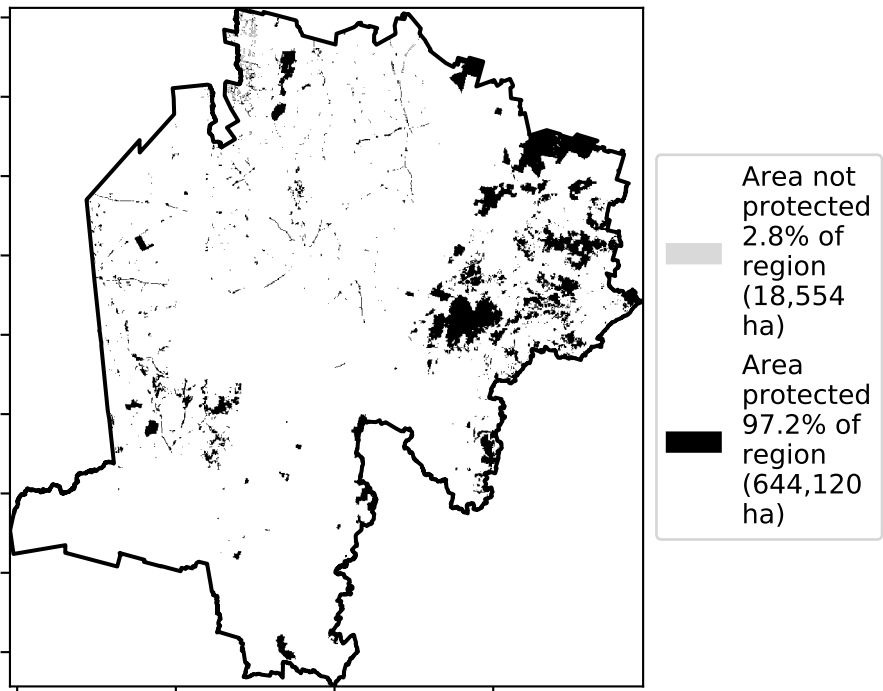 Area not
protected
2.8% of
region
(18,554
ha)
Area
protected
97.2% of
region
(644,120
ha)